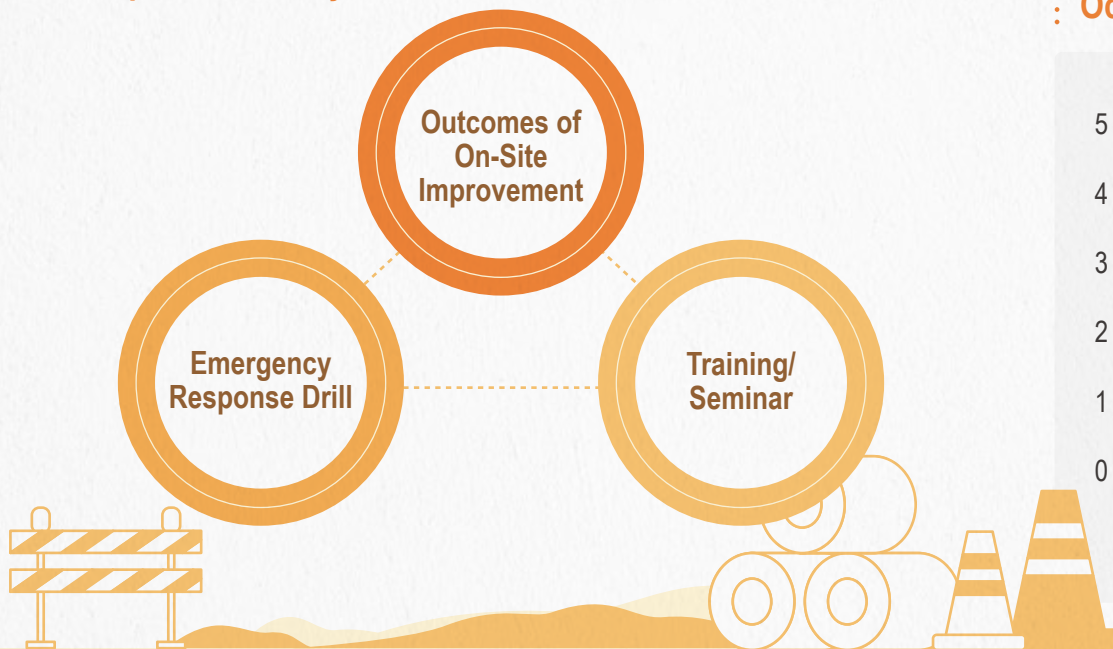 Outcomes of
On-Site
Improvement
Emergency
Response Drill
Training/
Seminar
5
4
3
2
1
0